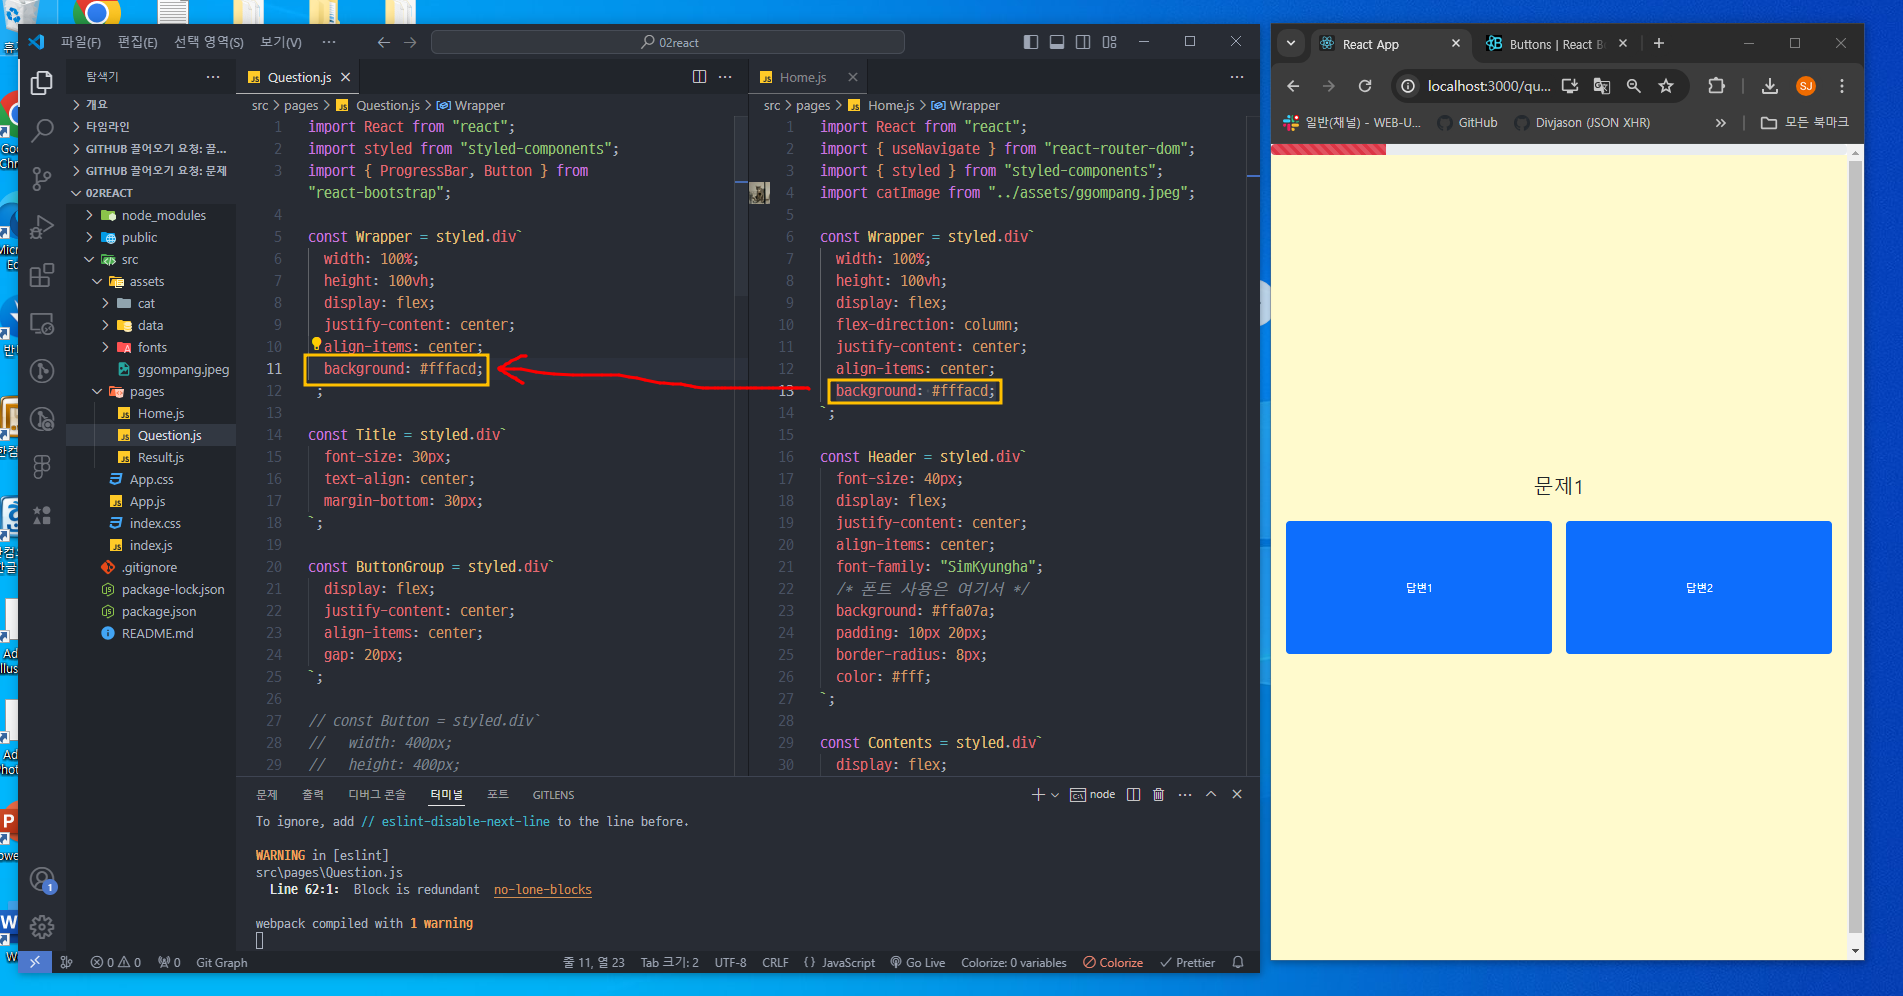 파일(F) 편집(E) 선택 영역(S) 보기(V) ···
02react
탐색기 ···
개요
타임라인
GITHUB 끌어오기 요청: 끌...
GITHUB 끌어오기 요청: 문제
02REACT
node_modules
public
src
assets
cat
data
fonts
ggompang.jpeg
pages
Home.js
Question.js
Result.js
App.css
App.js
index.css
index.js
.gitignore
package-lock.json
package.json
README.md
Question.js
src > pages > Question.js > Wrapper
1 import React from "react";
2 import styled from "styled-components";
3 import { ProgressBar, Button } from
"react-bootstrap";
4
5 const Wrapper = styled.div`
6 width: 100%;
7 height: 100vh;
8 display: flex;
9 justify-content: center;
10 align-items: center;
11 background: #fffacd;
12 ;
13
14 const Title = styled.div`
15 font-size: 30px;
16 text-align: center;
17 margin-bottom: 30px;
18 `;
19
20 const ButtonGroup = styled.div`
21 display: flex;
22 justify-content: center;
23 align-items: center;
24 gap: 20px;
25 `;
26
27 // const Button = styled.div`
28 // width: 400px;
29 // height: 400px;
Home.js
src > pages > Home.js > Wrapper
1 import React from "react";
2 import { useNavigate } from "react-router-dom";
3 import { styled } from "styled-components";
4 import catImage from "../assets/ggompang.jpeg";
5
6 const Wrapper = styled.div`
7 width: 100%;
8 height: 100vh;
9 display: flex;
10 flex-direction: column;
11 justify-content: center;
12 align-items: center;
13 background: #fffacd;
14 `;
15
16 const Header = styled.div`
17 font-size: 40px;
18 display: flex;
19 justify-content: center;
20 align-items: center;
21 font-family: "SimKyungha";
22 /* 폰트 사용은 여기서 */
23 background: #ffa07a;
24 padding: 10px 20px;
25 border-radius: 8px;
26 color: #fff;
27 `;
28
29 const Contents = styled.div`
30 display: flex;
문제 출력 디버그 콘솔 터미널 포트 GITLENS
node
To ignore, add // eslint-disable-next-line to the line before.
WARNING in [eslint]
src\pages\Question.js
Line 62:1: Block is redundant no-lone-blocks
webpack compiled with 1 warning
1
0 0 0 Git Graph
줄 11, 열 23 Tab 크기: 2 UTF-8 CRLF {} JavaScript Go Live Colorize: 0 variables Colorize Prettier
React App
Buttons | React B
localhost:3000/qu...
SJ
일반(채널) - WEB-U... GitHub Divjason (JSON XHR) » 모든 북마크
문제1
답변1
답변2